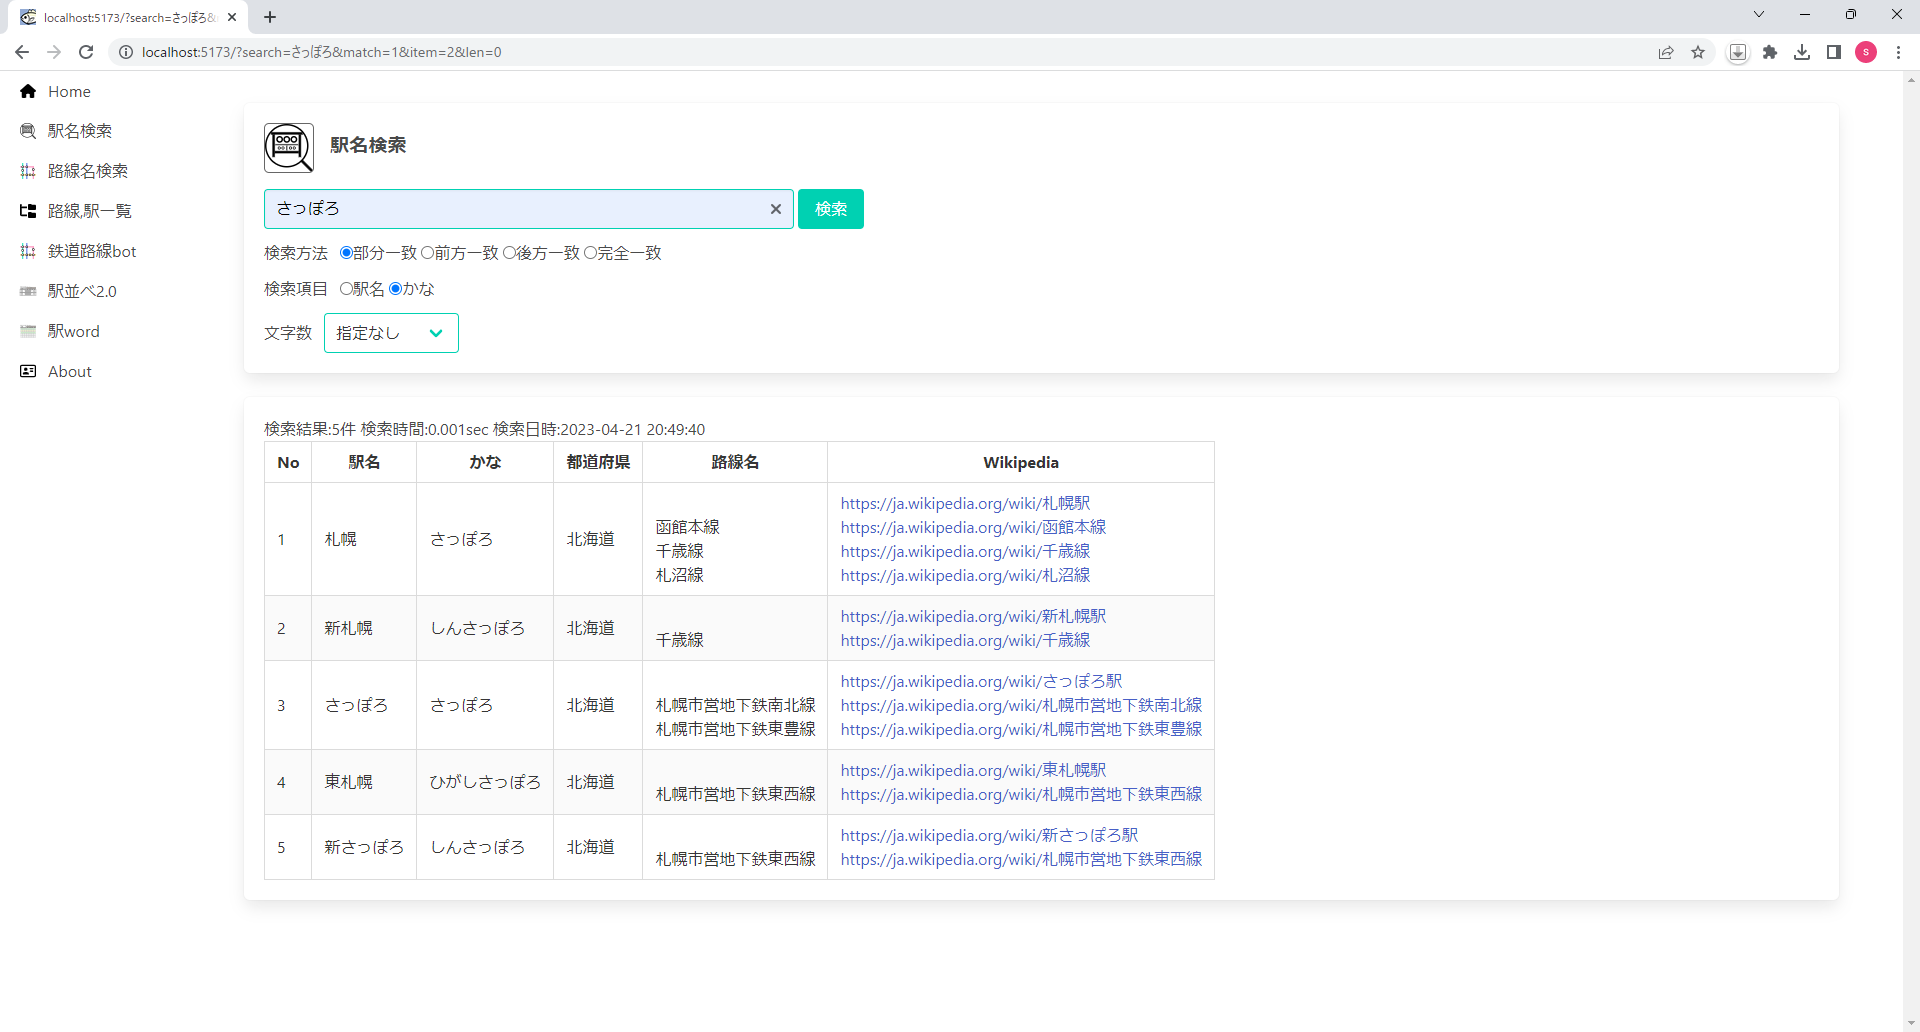 localhost:5173/?search=さっぽろ&
localhost:5173/?search=さっぽろ&match=1&item=2&len=0
s
Home
駅名検索
路線名検索
路線,駅一覧
鉄道路線bot
駅並べ2.0
駅word
About
駅名検索
さっぽろ
検索
検索方法 部分一致 前方一致 後方一致 完全一致
検索項目 駅名 かな
文字数 指定なし
検索結果:5件 検索時間:0.001sec 検索日時:2023-04-21 20:49:40
No 駅名 かな 都道府県 路線名 Wikipedia
1 札幌 さっぽろ 北海道
函館本線
千歳線
札沼線
https://ja.wikipedia.org/wiki/札幌駅
https://ja.wikipedia.org/wiki/函館本線
https://ja.wikipedia.org/wiki/千歳線
https://ja.wikipedia.org/wiki/札沼線
2 新札幌 しんさっぽろ 北海道
千歳線
https://ja.wikipedia.org/wiki/新札幌駅
https://ja.wikipedia.org/wiki/千歳線
3 さっぽろ さっぽろ 北海道
札幌市営地下鉄南北線
札幌市営地下鉄東豊線
https://ja.wikipedia.org/wiki/さっぽろ駅
https://ja.wikipedia.org/wiki/札幌市営地下鉄南北線
https://ja.wikipedia.org/wiki/札幌市営地下鉄東豊線
4 東札幌 ひがしさっぽろ 北海道
札幌市営地下鉄東西線
https://ja.wikipedia.org/wiki/東札幌駅
https://ja.wikipedia.org/wiki/札幌市営地下鉄東西線
5 新さっぽろ しんさっぽろ 北海道
札幌市営地下鉄東西線
https://ja.wikipedia.org/wiki/新さっぽろ駅
https://ja.wikipedia.org/wiki/札幌市営地下鉄東西線